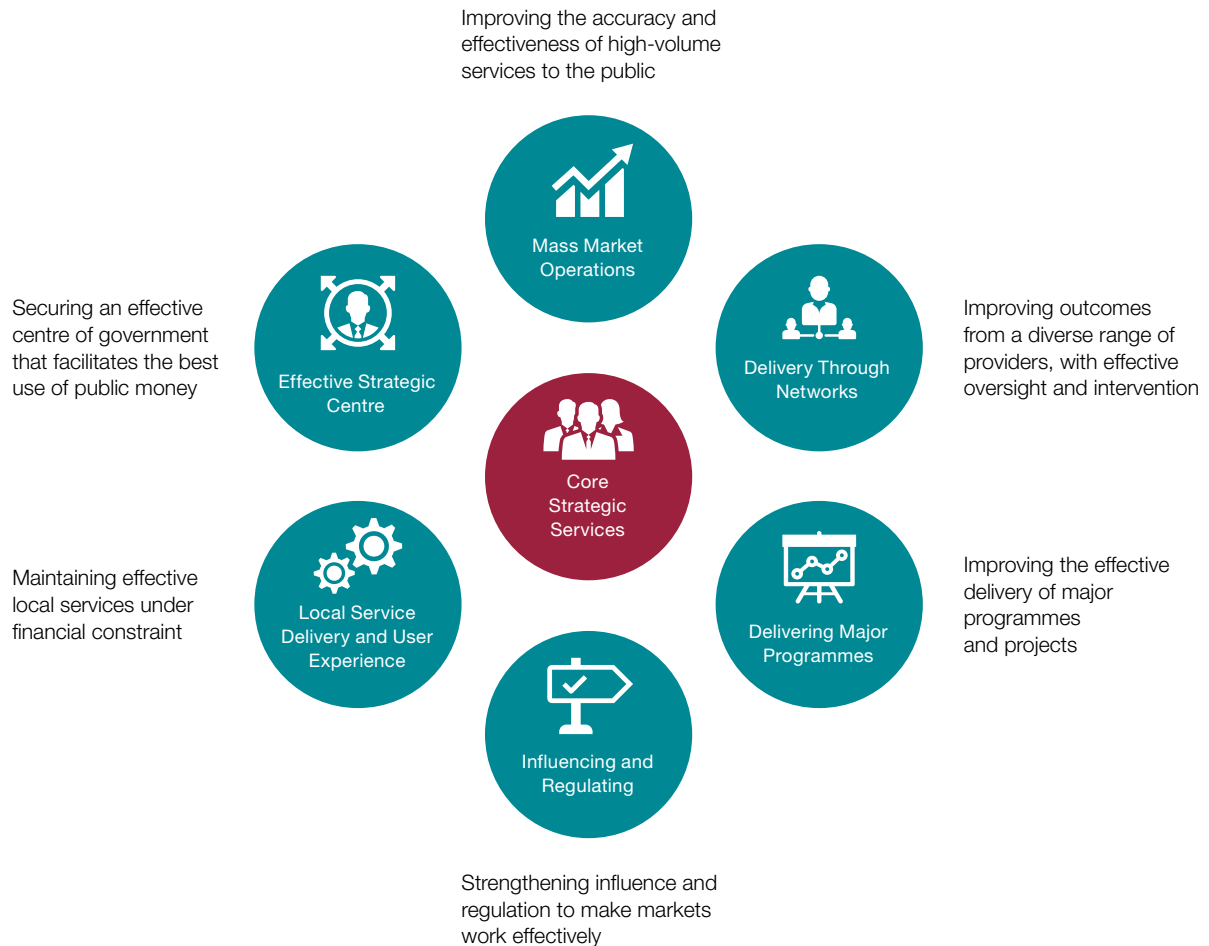 Improving the accuracy and
effectiveness of high-volume
services to the public
Mass Market
Operations
Securing an effective
centre of government
that facilitates the best
use of public money
Effective Strategic
Centre
Delivery Through
Networks
Improving outcomes
from a diverse range of
providers, with effective
oversight and intervention
Core
Strategic
Services
Maintaining effective
local services under
financial constraint
Local Service
Delivery and User
Experience
Delivering Major
Programmes
Improving the effective
delivery of major
programmes
and projects
Influencing and
Regulating
Strengthening influence and
regulation to make markets
work effectively